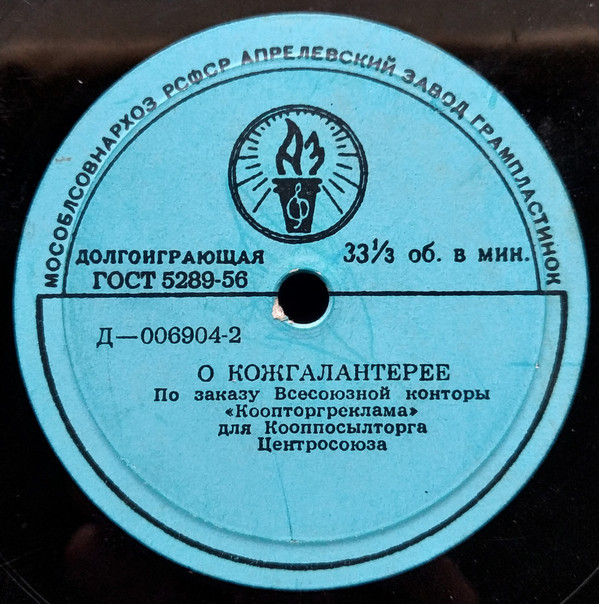 МОСОБЛСОВНАРХОЗ РСФСР АПРЕЛЕВСКИЙ ЗАВОД ГРАМПЛАСТИНОК
АЗ
ДОЛГОИГРАЮЩАЯ 33⅓ об. в мин.
ГОСТ 5289-56
Д—006904-2
О КОЖГАЛАНТЕРЕЕ
По заказу Всесоюзной конторы
«Коопторгреклама»
для Кооппосылторга
Центросоюза